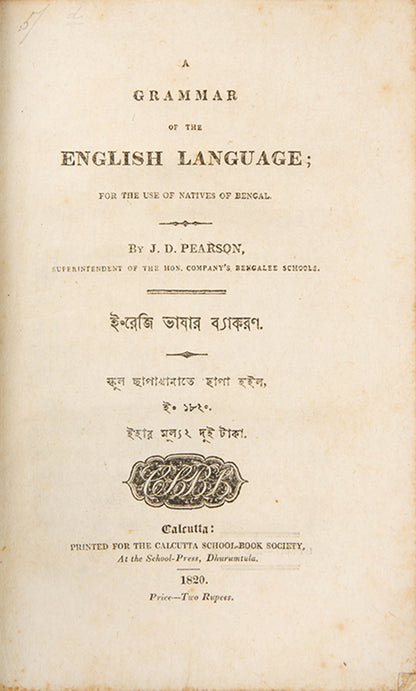 A
GRAMMAR
OF THE
ENGLISH LANGUAGE;
FOR THE USE OF NATIVES OF BENGAL.
BY J. D. PEARSON,
SUPERINTENDENT OF THE HON. COMPANY'S BENGALEE SCHOOLS.
ইংরেজি ভাষার ব্যাকরণ.
স্কুল ছাপাখানাতে ছাপা হইল,
ইং ১৮২০.
ইহার মূল্য ২ দুই টাকা.
Calcutta:
PRINTED FOR THE CALCUTTA SCHOOL-BOOK SOCIETY,
At the School-Press, Dhurumtula.
1820.
Price—Two Rupees.